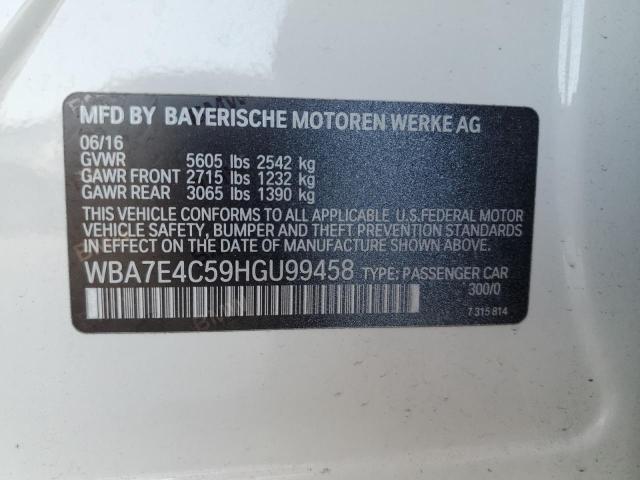 MFD BY BAYERISCHE MOTOREN WERKE AG
06/16
GVWR 5605 lbs 2542 kg
GAWR FRONT 2715 lbs 1232 kg
GAWR REAR 3065 lbs 1390 kg
THIS VEHICLE CONFORMS TO ALL APPLICABLE U.S.FEDERAL MOTOR
VEHICLE SAFETY, BUMPER AND THEFT PREVENTION STANDARDS
IN EFFECT ON THE DATE OF MANUFACTURE SHOWN ABOVE.
WBA7E4C59HGU99458 TYPE: PASSENGER CAR
300/0
7 315 814